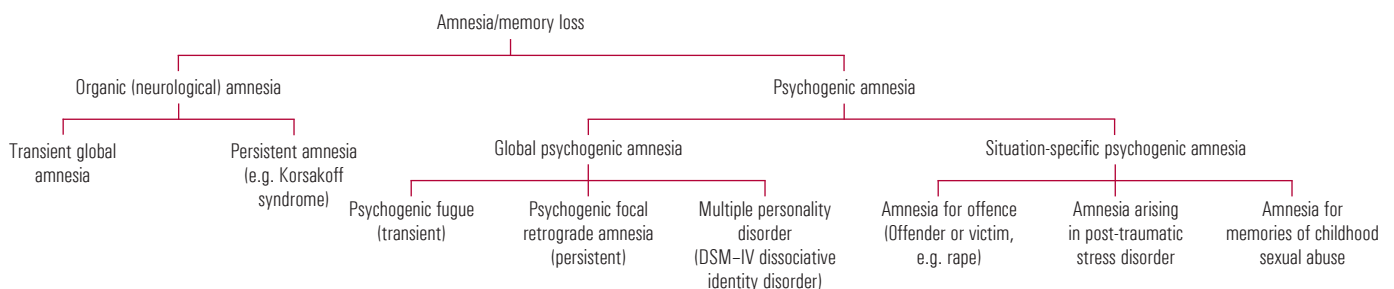 Amnesia/memory loss
Organic (neurological) amnesia
Psychogenic amnesia
Transient global
amnesia
Persistent amnesia
(e.g. Korsakoff
syndrome)
Global psychogenic amnesia
Situation-specific psychogenic amnesia
Psychogenic fugue
(transient)
Psychogenic focal
retrograde amnesia
(persistent)
Multiple personality
disorder
(DSM–IV dissociative
identity disorder)
Amnesia for offence
(Offender or victim,
e.g. rape)
Amnesia arising
in post-traumatic
stress disorder
Amnesia for
memories of childhood
sexual abuse